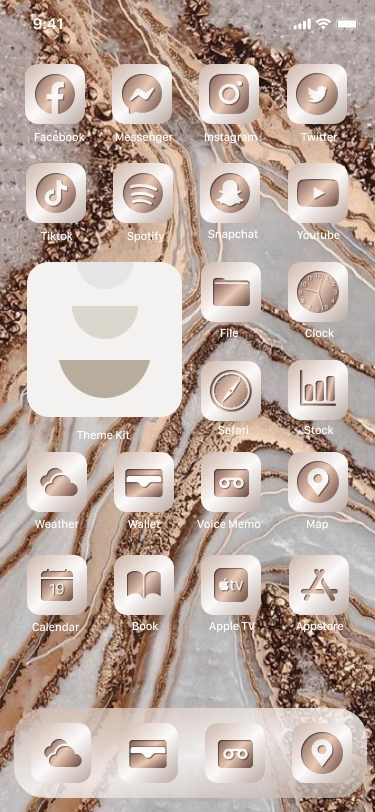 9:41
Facebook
Messenger
Instagram
Twitter
Tiktok
Spotify
Snapchat
Youtube
File
Clock
Theme Kit
Safari
Stock
Weather
Wallet
Voice Memo
Map
19
tv
Calendar
Book
Apple TV
Appstore